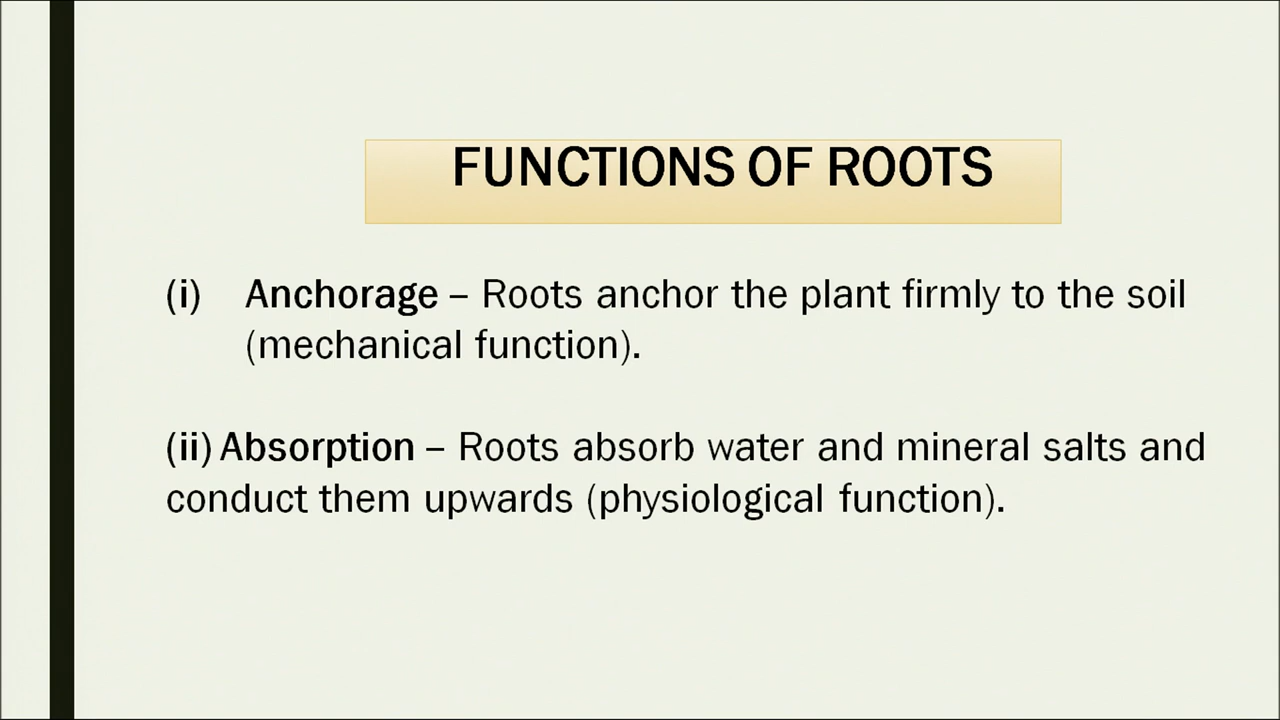 FUNCTIONS OF ROOTS
(i) Anchorage – Roots anchor the plant firmly to the soil
(mechanical function).
(ii) Absorption – Roots absorb water and mineral salts and
conduct them upwards (physiological function).